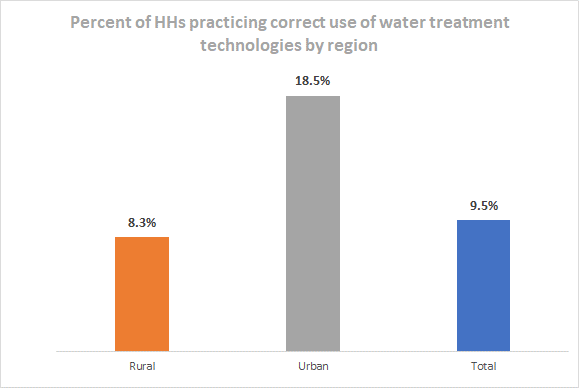 Percent of HHs practicing correct use of water treatment
technologies by region
18.5%
9.5%
8.3%
Rural Urban Total